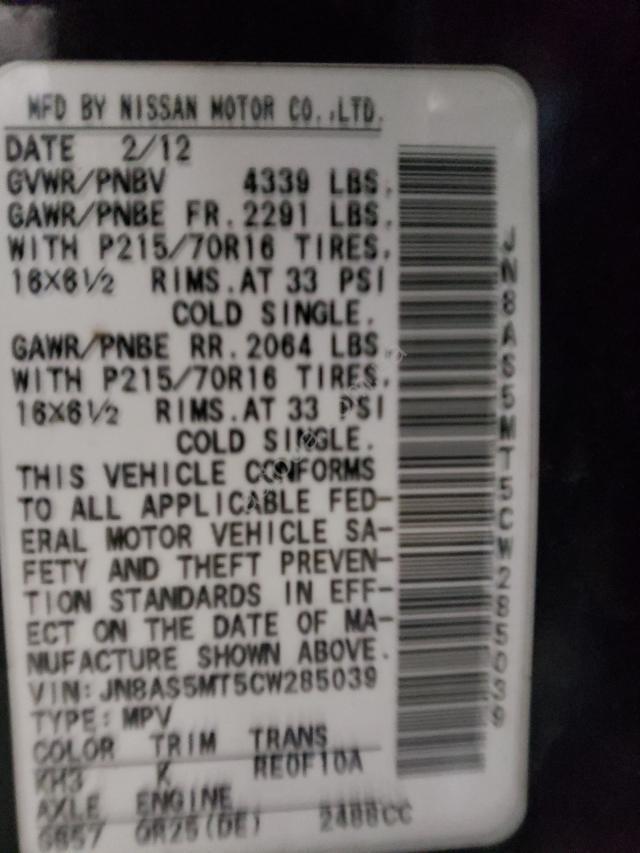 MFD BY NISSAN MOTOR CO.,LTD.
DATE 2/12
GVWR/PNBV 4339 LBS.
GAWR/PNBE FR.2291 LBS.
WITH P215/70R16 TIRES,
16X6½ RIMS.AT 33 PSI
COLD SINGLE.
GAWR/PNBE RR.2064 LBS
WITH P215/70R16 TIRES,
16X6½ RIMS.AT 33 PSI
COLD SINGLE.
THIS VEHICLE CONFORMS
TO ALL APPLICABLE FED-
ERAL MOTOR VEHICLE SA-
FETY AND THEFT PREVEN-
TION STANDARDS IN EFF-
ECT ON THE DATE OF MA-
NUFACTURE SHOWN ABOVE.
VIN:JN8AS5MT5CW285039
TYPE:MPV
COLOR TRIM TRANS
KH3 K RE0F10A
AXLE ENGINE
GB57 QR25(DE) 2488CC
JN8AS5MT5CW285039